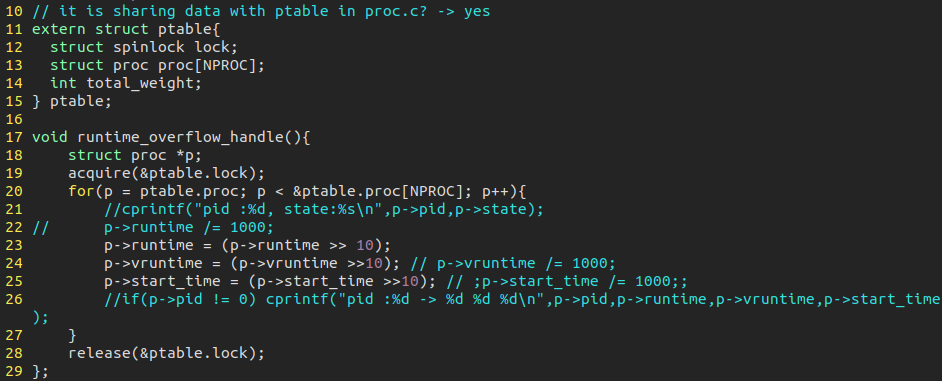 10 // it is sharing data with ptable in proc.c? -> yes
11 extern struct ptable{
12   struct spinlock lock;
13   struct proc proc[NPROC];
14   int total_weight;
15 } ptable;
16
17 void runtime_overflow_handle(){
18     struct proc *p;
19     acquire(&ptable.lock);
20     for(p = ptable.proc; p < &ptable.proc[NPROC]; p++){
21         //cprintf("pid :%d, state:%s\n",p->pid,p->state);
22 //      p->runtime /= 1000;
23         p->runtime = (p->runtime >> 10);
24         p->vruntime = (p->vruntime >>10); // p->vruntime /= 1000;
25         p->start_time = (p->start_time >>10); // ;p->start_time /= 1000;;
26         //if(p->pid != 0) cprintf("pid :%d -> %d %d %d\n",p->pid,p->runtime,p->vruntime,p->start_time
);
27     }
28     release(&ptable.lock);
29 };